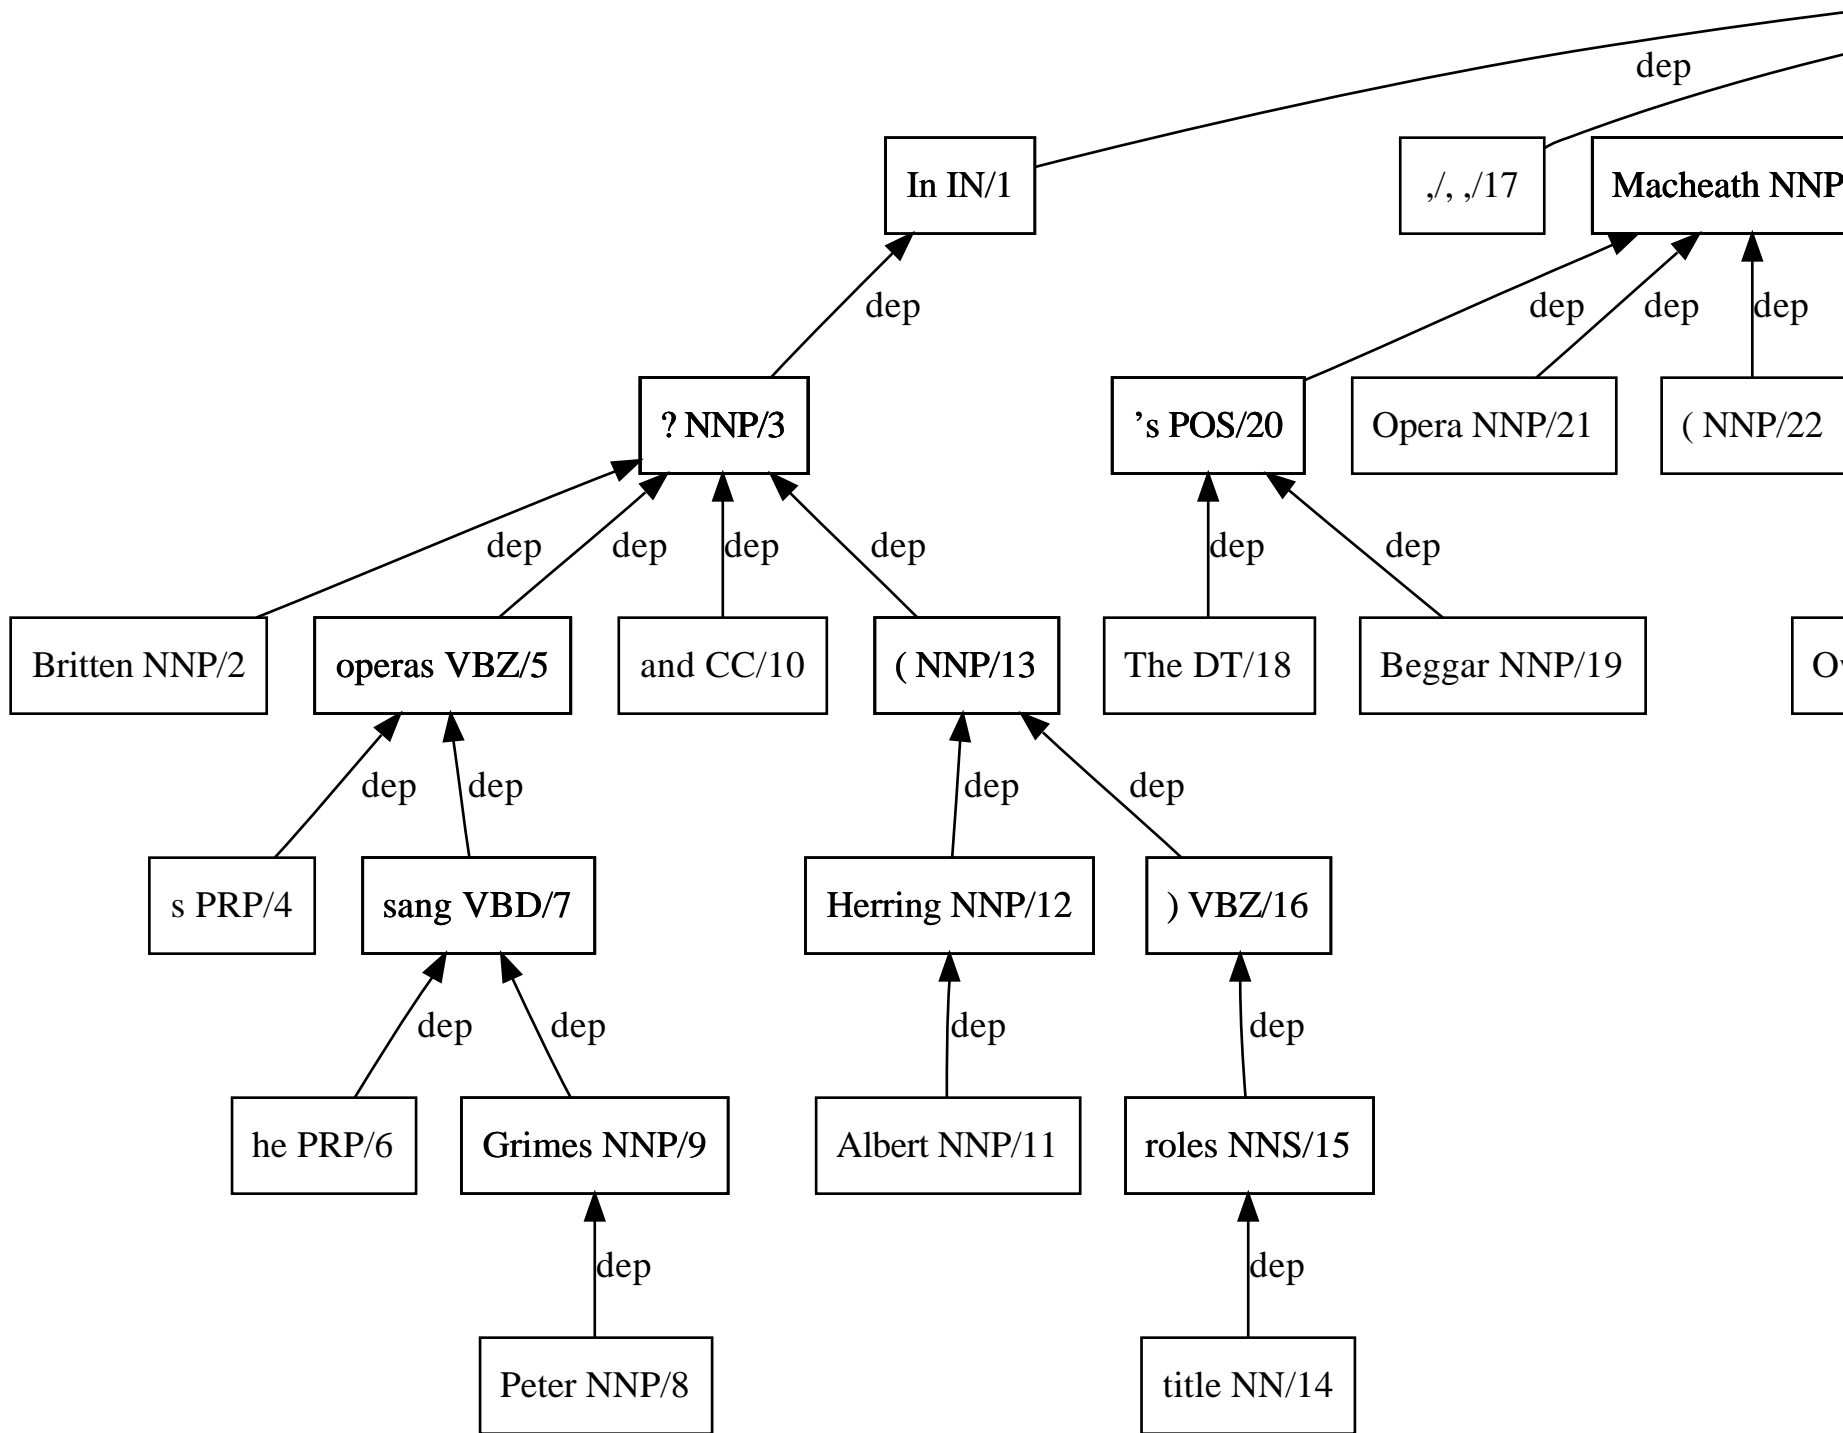 dep
In IN/1 ,/, ,/17 Macheath NNP
dep dep dep dep
? NNP/3 's POS/20 Opera NNP/21 ( NNP/22
dep dep dep dep dep dep
Britten NNP/2 operas VBZ/5 and CC/10 ( NNP/13 The DT/18 Beggar NNP/19
dep dep dep dep
s PRP/4 sang VBD/7 Herring NNP/12 ) VBZ/16
dep dep dep dep
he PRP/6 Grimes NNP/9 Albert NNP/11 roles NNS/15
dep dep
Peter NNP/8 title NN/14